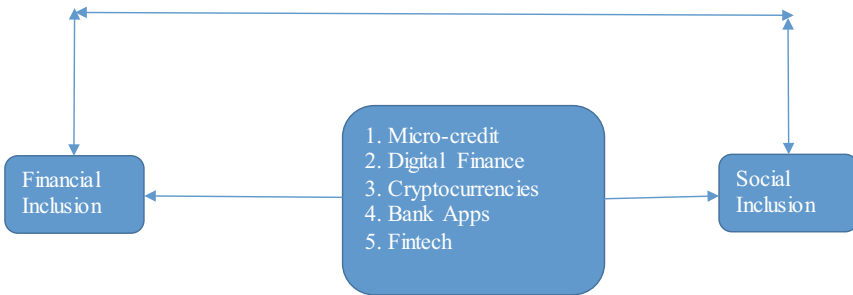 Financial
Inclusion
1. Micro-credit
2. Digital Finance
3. Cryptocurrencies
4. Bank Apps
5. Fintech
Social
Inclusion